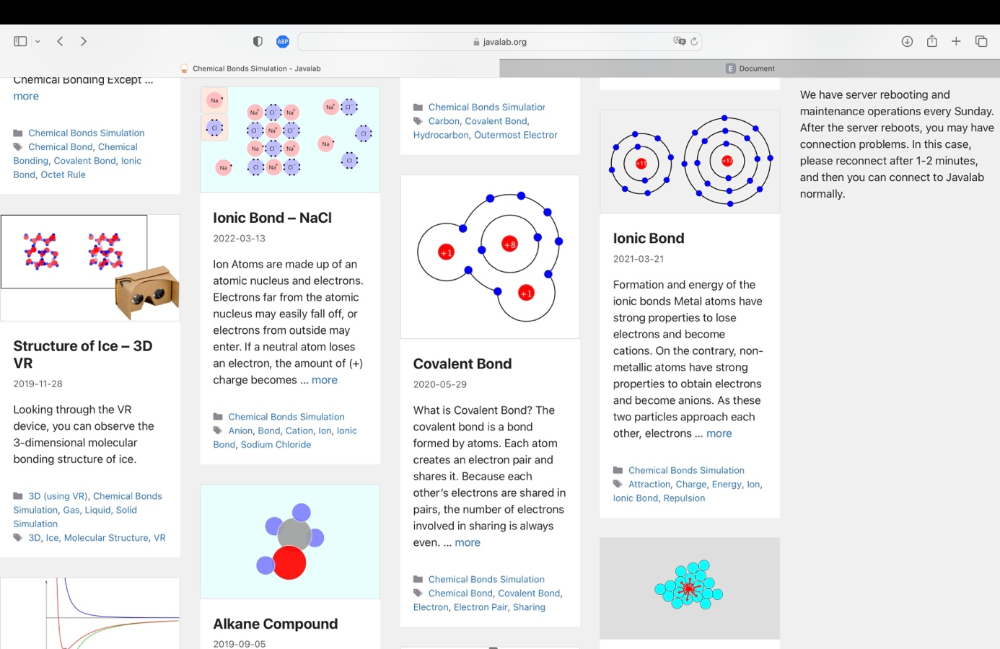 ABP
javalab.org
Chemical Bonds Simulation - Javalab
E Document
Chemical Bonding Except ...
more
Chemical Bonds Simulation
Chemical Bond, Chemical
Bonding, Covalent Bond, Ionic
Bond, Octet Rule
Structure of Ice – 3D
VR
2019-11-28
Looking through the VR
device, you can observe the
3-dimensional molecular
bonding structure of ice.
3D (using VR), Chemical Bonds
Simulation, Gas, Liquid, Solid
Simulation
3D, Ice, Molecular Structure, VR
Na
Cl
Na+ Cl- Na+
Cl- Na+ Cl-
Na+ Cl- Na+
Cl Na+ Cl-
Na+ Cl-
Cl
Na
Cl
Na
Ionic Bond – NaCl
2022-03-13
Ion Atoms are made up of an
atomic nucleus and electrons.
Electrons far from the atomic
nucleus may easily fall off, or
electrons from outside may
enter. If a neutral atom loses
an electron, the amount of (+)
charge becomes ... more
Chemical Bonds Simulation
Anion, Bond, Cation, Ion, Ionic
Bond, Sodium Chloride
Alkane Compound
2019-09-05
Chemical Bonds Simulation
Carbon, Covalent Bond,
Hydrocarbon, Outermost Electron
+1
+8
+1
Covalent Bond
2020-05-29
What is Covalent Bond? The
covalent bond is a bond
formed by atoms. Each atom
creates an electron pair and
shares it. Because each
other’s electrons are shared in
pairs, the number of electrons
involved in sharing is always
even. ... more
Chemical Bonds Simulation
Chemical Bond, Covalent Bond,
Electron, Electron Pair, Sharing
+11
+17
Ionic Bond
2021-03-21
Formation and energy of the
ionic bonds Metal atoms have
strong properties to lose
electrons and become
cations. On the contrary, non-
metallic atoms have strong
properties to obtain electrons
and become anions. As these
two particles approach each
other, electrons ... more
Chemical Bonds Simulation
Attraction, Charge, Energy, Ion,
Ionic Bond, Repulsion
We have server rebooting and
maintenance operations every Sunday.
After the server reboots, you may have
connection problems. In this case,
please reconnect after 1-2 minutes,
and then you can connect to Javalab
normally.